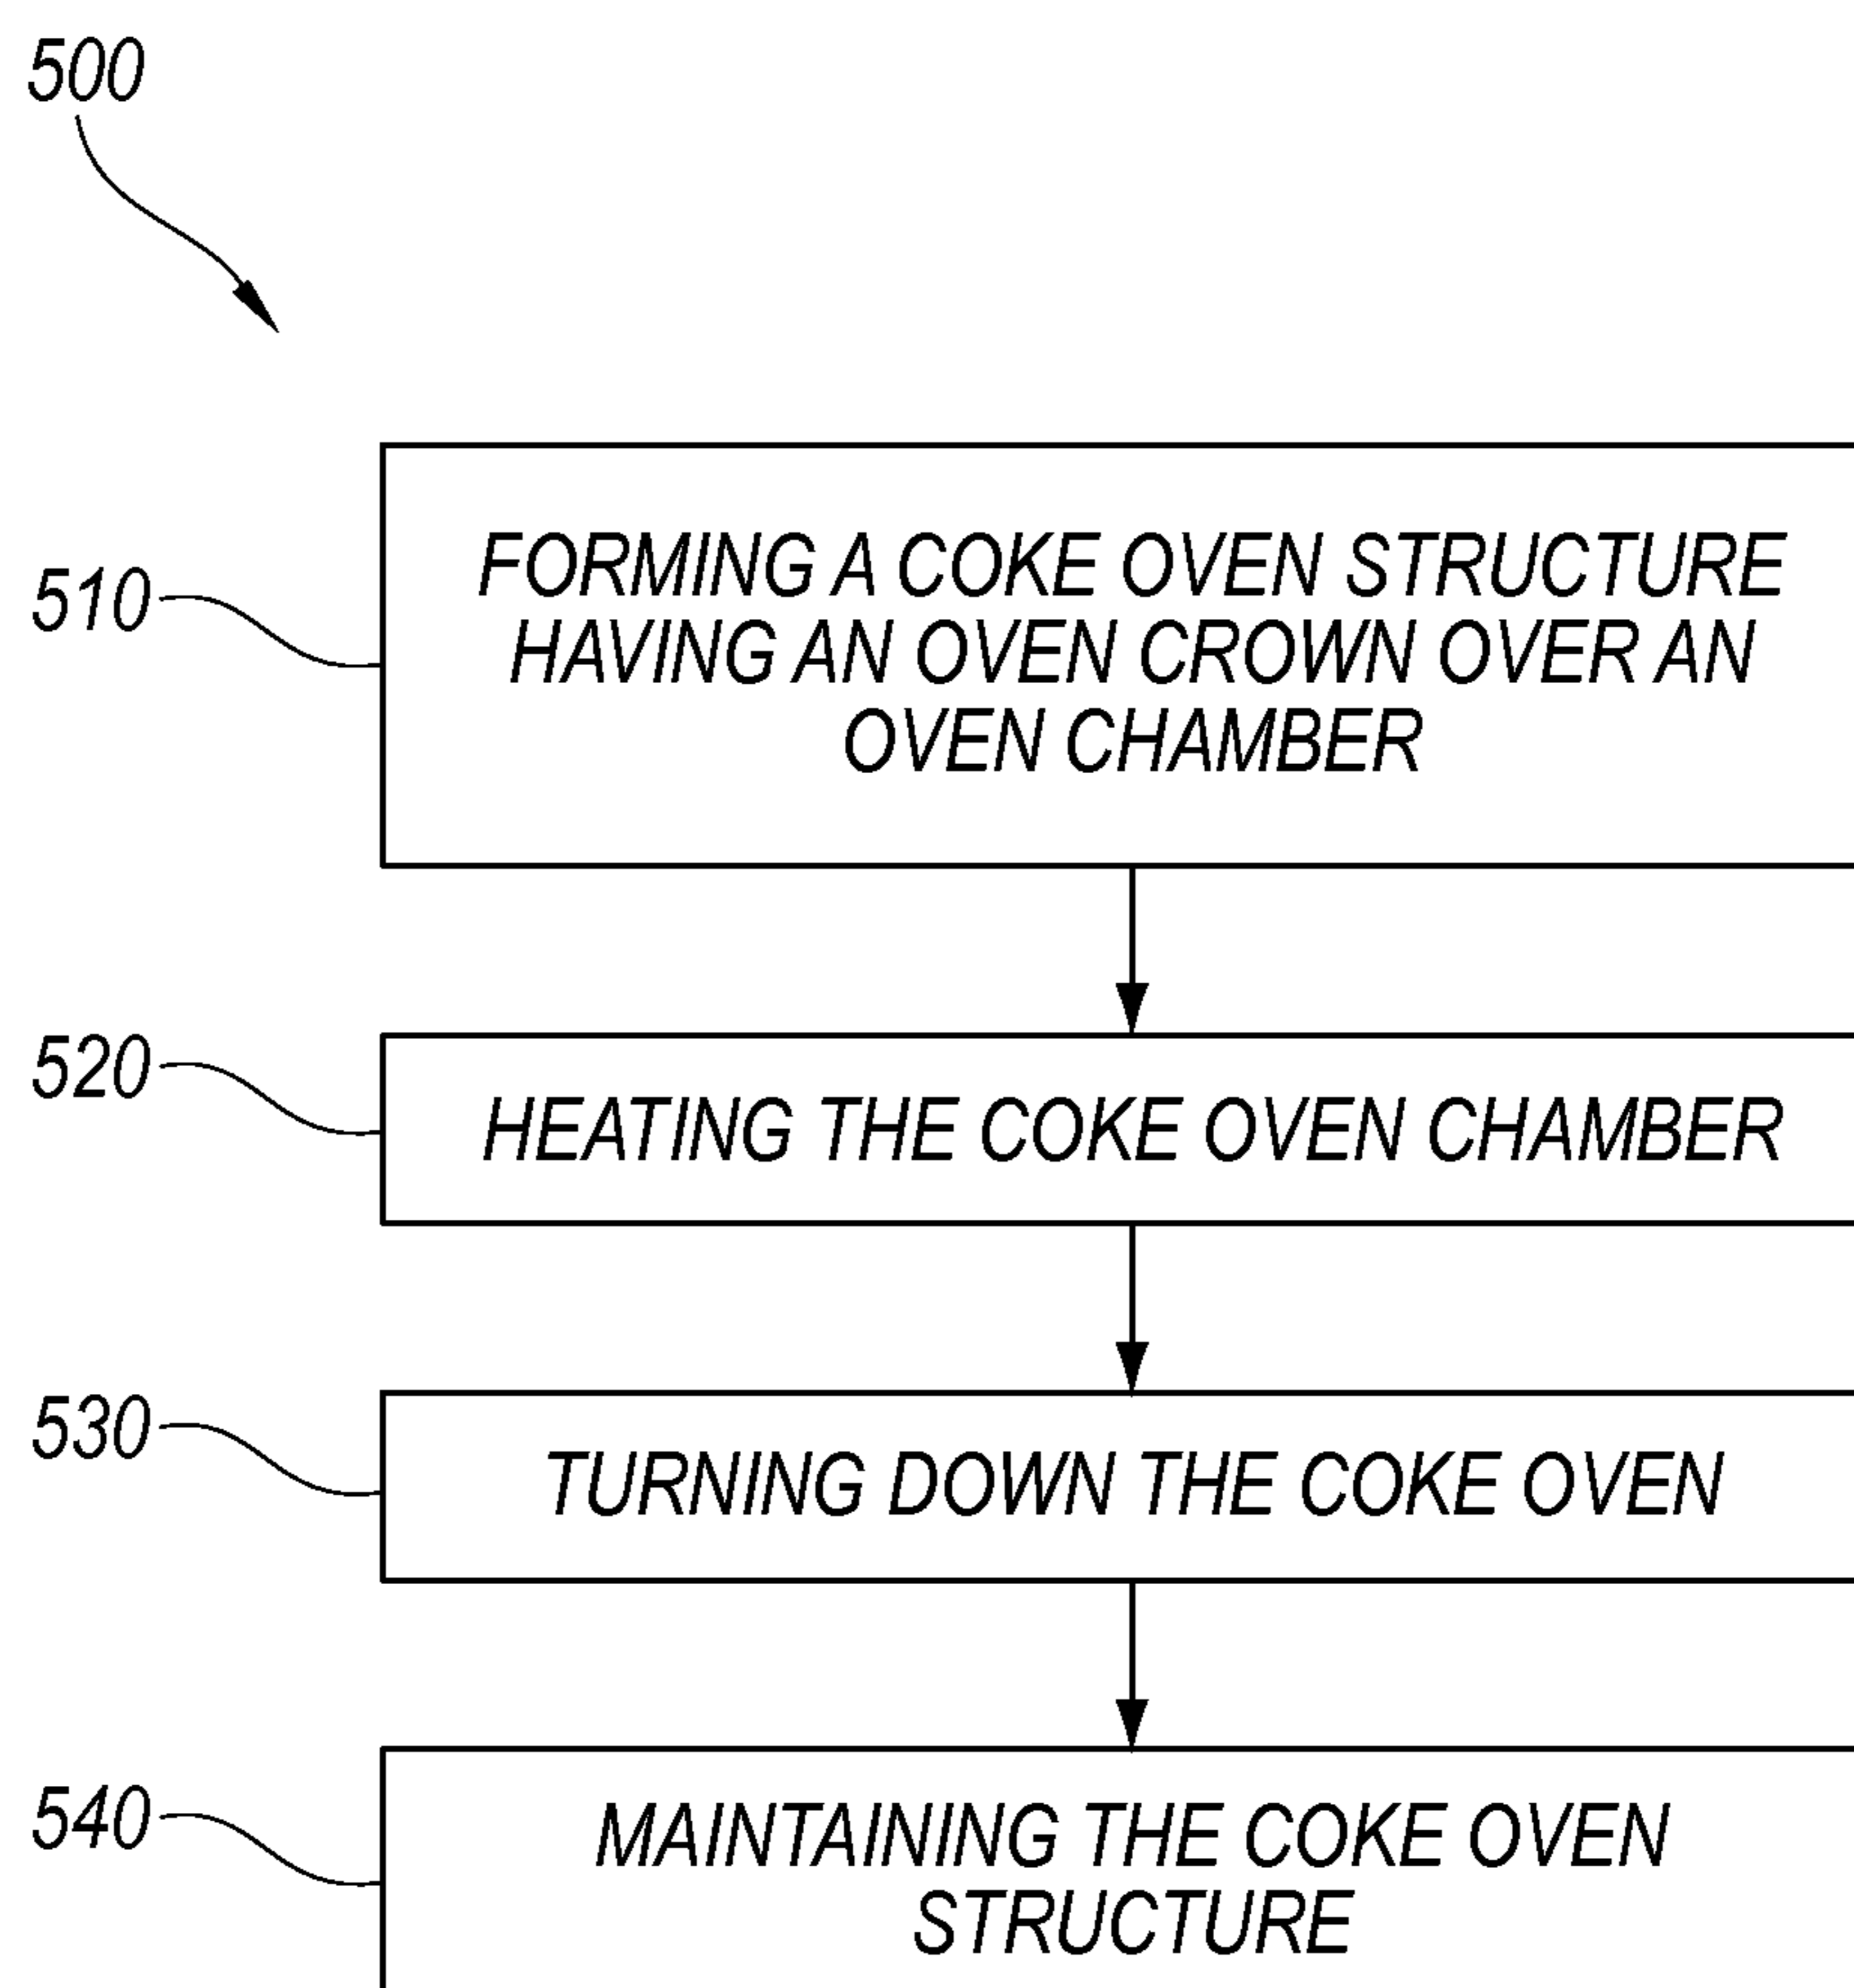 500
510
FORMING A COKE OVEN STRUCTURE
HAVING AN OVEN CROWN OVER AN
OVEN CHAMBER
520
HEATING THE COKE OVEN CHAMBER
530
TURNING DOWN THE COKE OVEN
540
MAINTAINING THE COKE OVEN
STRUCTURE